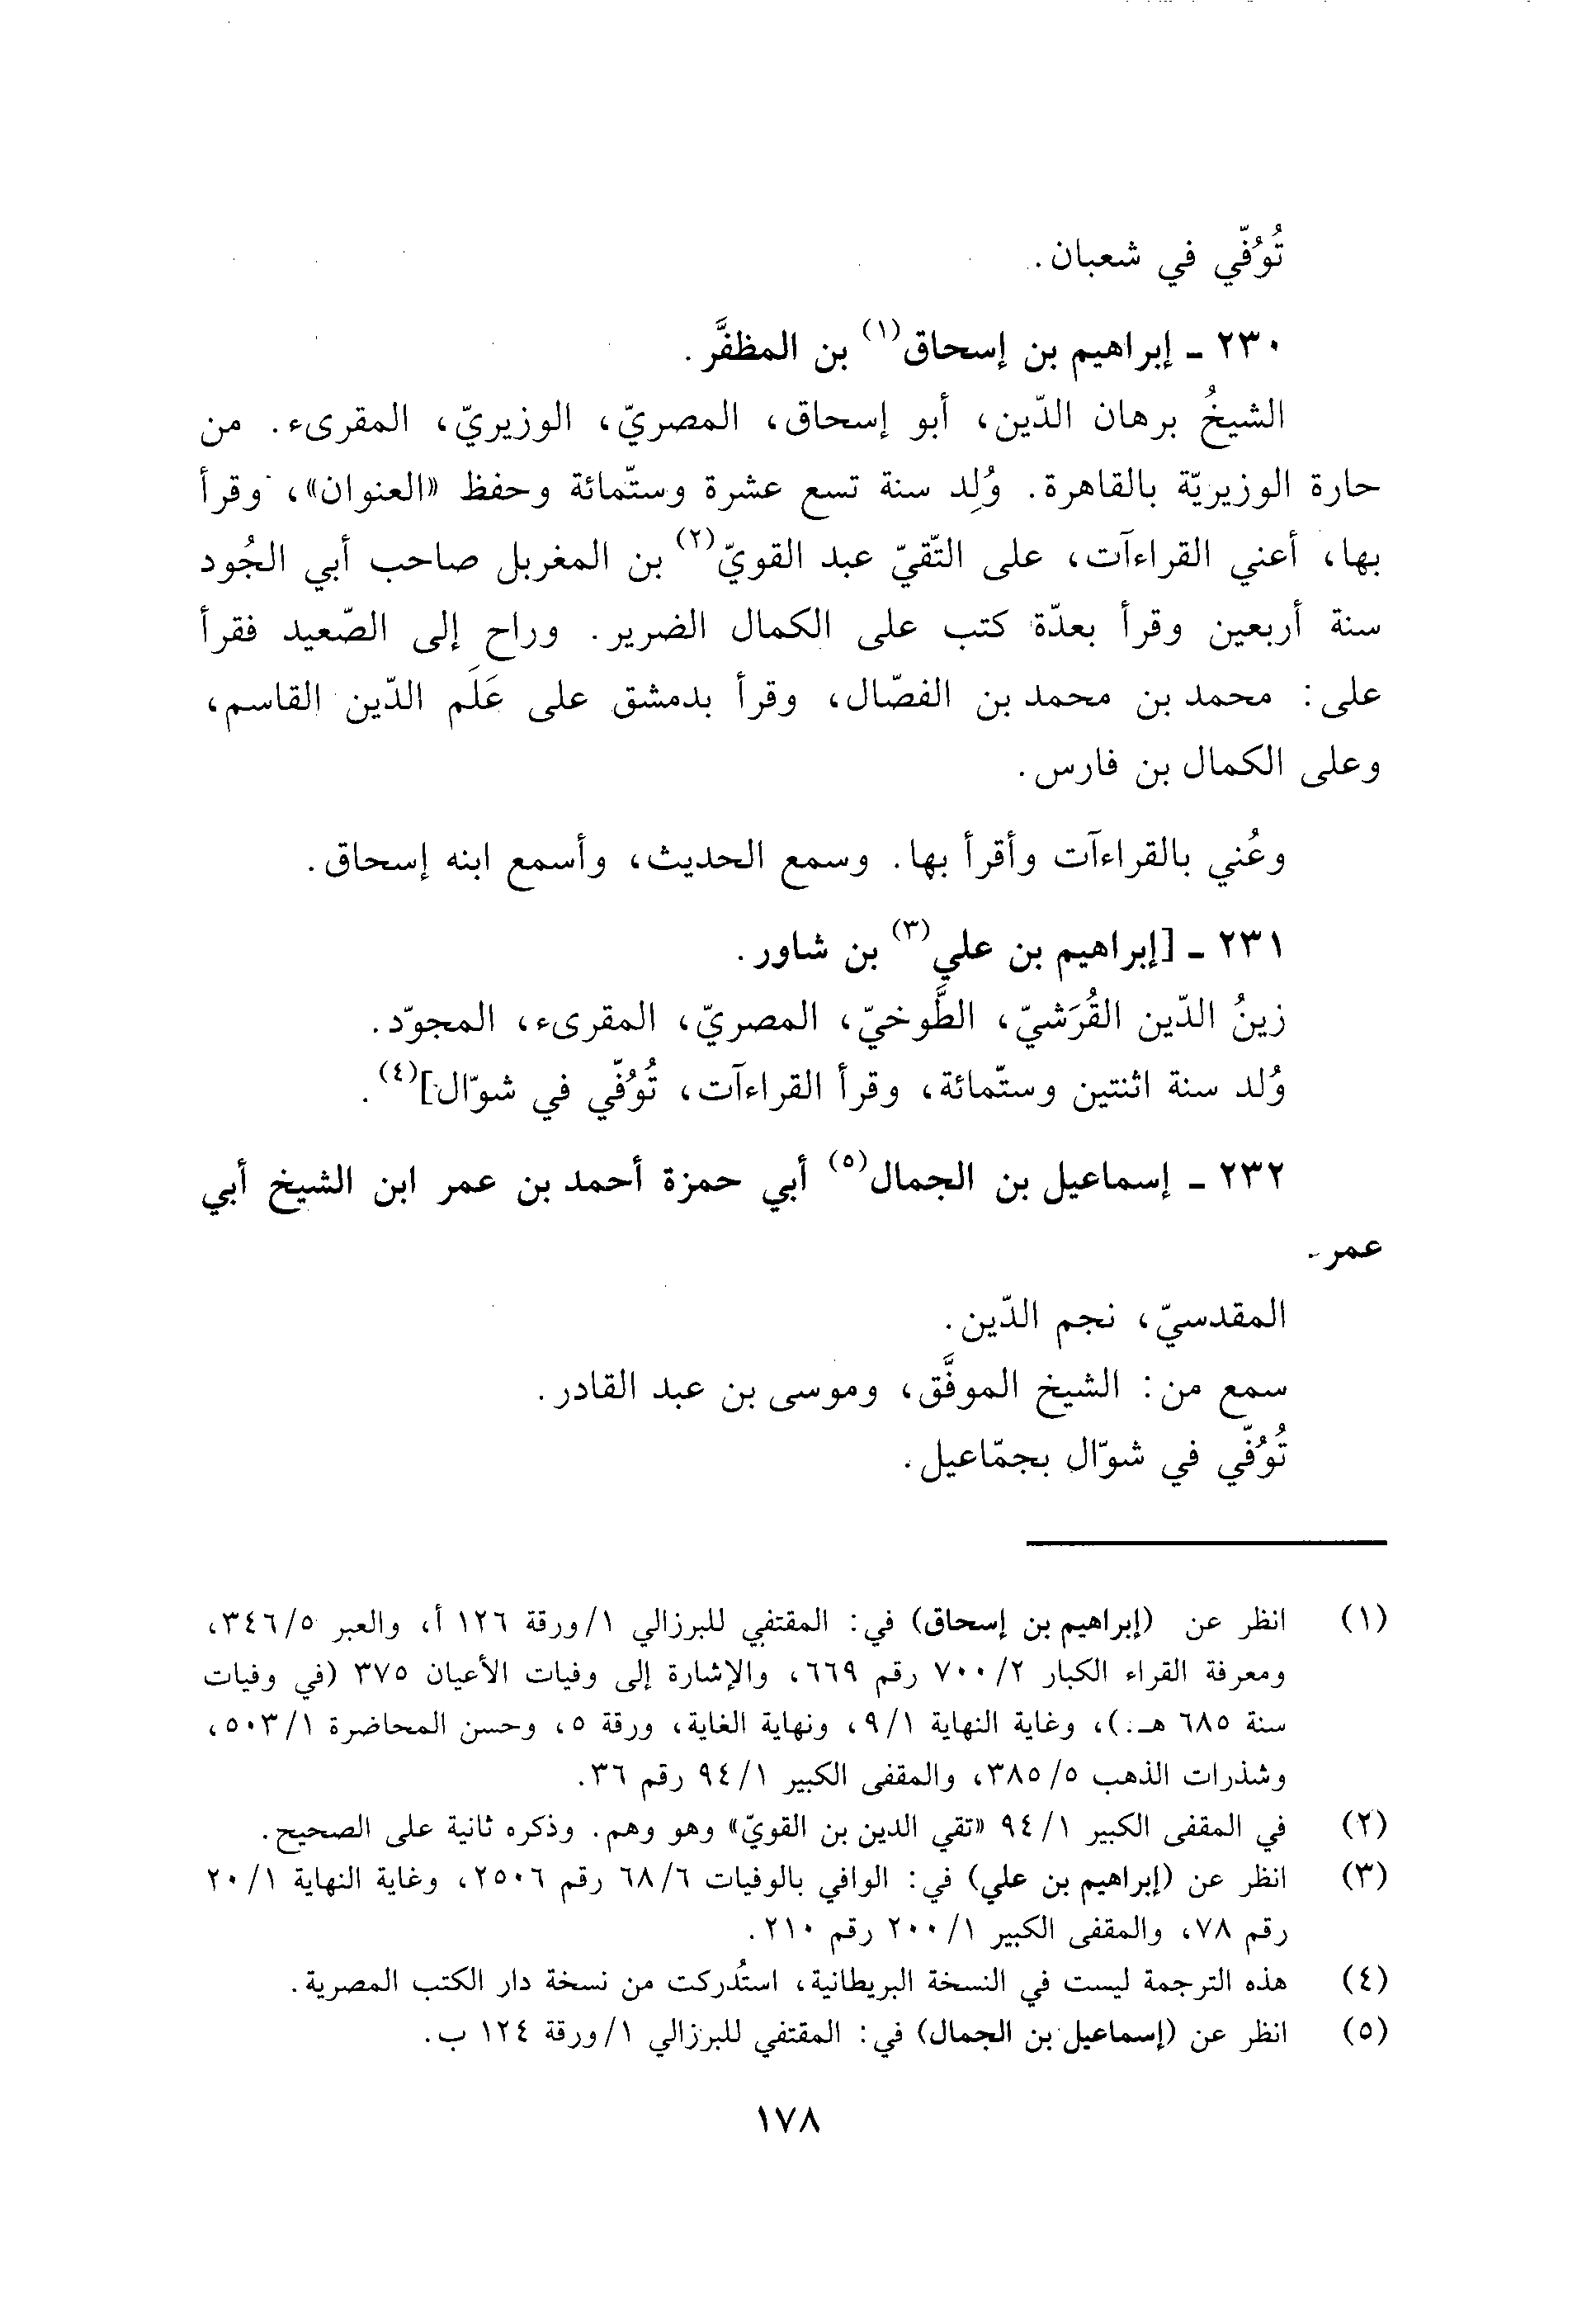 تُوُفّي في شعبان.
٢٣٠ ـ إبراهيم بن إسحاق(١) بن المظفَّر.
الشيخُ برهان الدّين، أبو إسحاق، المصريّ، الوزيريّ، المقرىء. من
حارة الوزيريّة بالقاهرة. وُلِد سنة تسع عشرة وستّمائة وحفظ «العنوان»، وقرأ
بها، أعني القراءآت، على التّقيّ عبد القويّ(٢) بن المغربل صاحب أبي الجُود
سنة أربعين وقرأ بعدّة كتب على الكمال الضرير. وراح إلى الصّعيد فقرأ
على: محمد بن محمد بن الفصّال، وقرأ بدمشق على عَلَم الدّين القاسم،
وعلى الكمال بن فارس.
وعُني بالقراءآت وأقرأ بها. وسمع الحديث، وأسمع ابنه إسحاق.
٢٣١ ـ [إبراهيم بن علي(٣) بن شاور.
زينُ الدّين القُرَشيّ، الطَّوخيّ، المصريّ، المقرىء، المجوّد.
وُلد سنة اثنتين وستّمائة، وقرأ القراءآت، تُوُفّي في شوّال](٤).
٢٣٢ ـ إسماعيل بن الجمال(٥) أبي حمزة أحمد بن عمر ابن الشيخ أبي
عمر.
المقدسيّ، نجم الدّين.
سمع من: الشيخ الموفَّق، وموسى بن عبد القادر.
تُوُفّي في شوّال بجمّاعيل.
(١) انظر عن (إبراهيم بن إسحاق) في: المقتفي للبرزالي ١/ورقة ١٢٦ أ، والعبر ٣٤٦/٥،
ومعرفة القراء الكبار ٧٠٠/٢ رقم ٦٦٩، والإشارة إلى وفيات الأعيان ٣٧٥ (في وفيات
سنة ٦٨٥ هـ.)، وغاية النهاية ٩/١، ونهاية الغاية، ورقة ٥، وحسن المحاضرة ٥٠٣/١،
وشذرات الذهب ٣٨٥/٥، والمقفى الكبير ٩٤/١ رقم ٣٦.
(٢) في المقفى الكبير ٩٤/١ «تقي الدين بن القويّ» وهو وهم. وذكره ثانية على الصحيح.
(٣) انظر عن (إبراهيم بن علي) في: الوافي بالوفيات ٦٨/٦ رقم ٢٥٠٦، وغاية النهاية ٢٠/١
رقم ٧٨، والمقفى الكبير ٢٠٠/١ رقم ٢١٠.
(٤) هذه الترجمة ليست في النسخة البريطانية، استُدركت من نسخة دار الكتب المصرية.
(٥) انظر عن (إسماعيل بن الجمال) في: المقتفي للبرزالي ١/ورقة ١٢٤ ب.
١٧٨